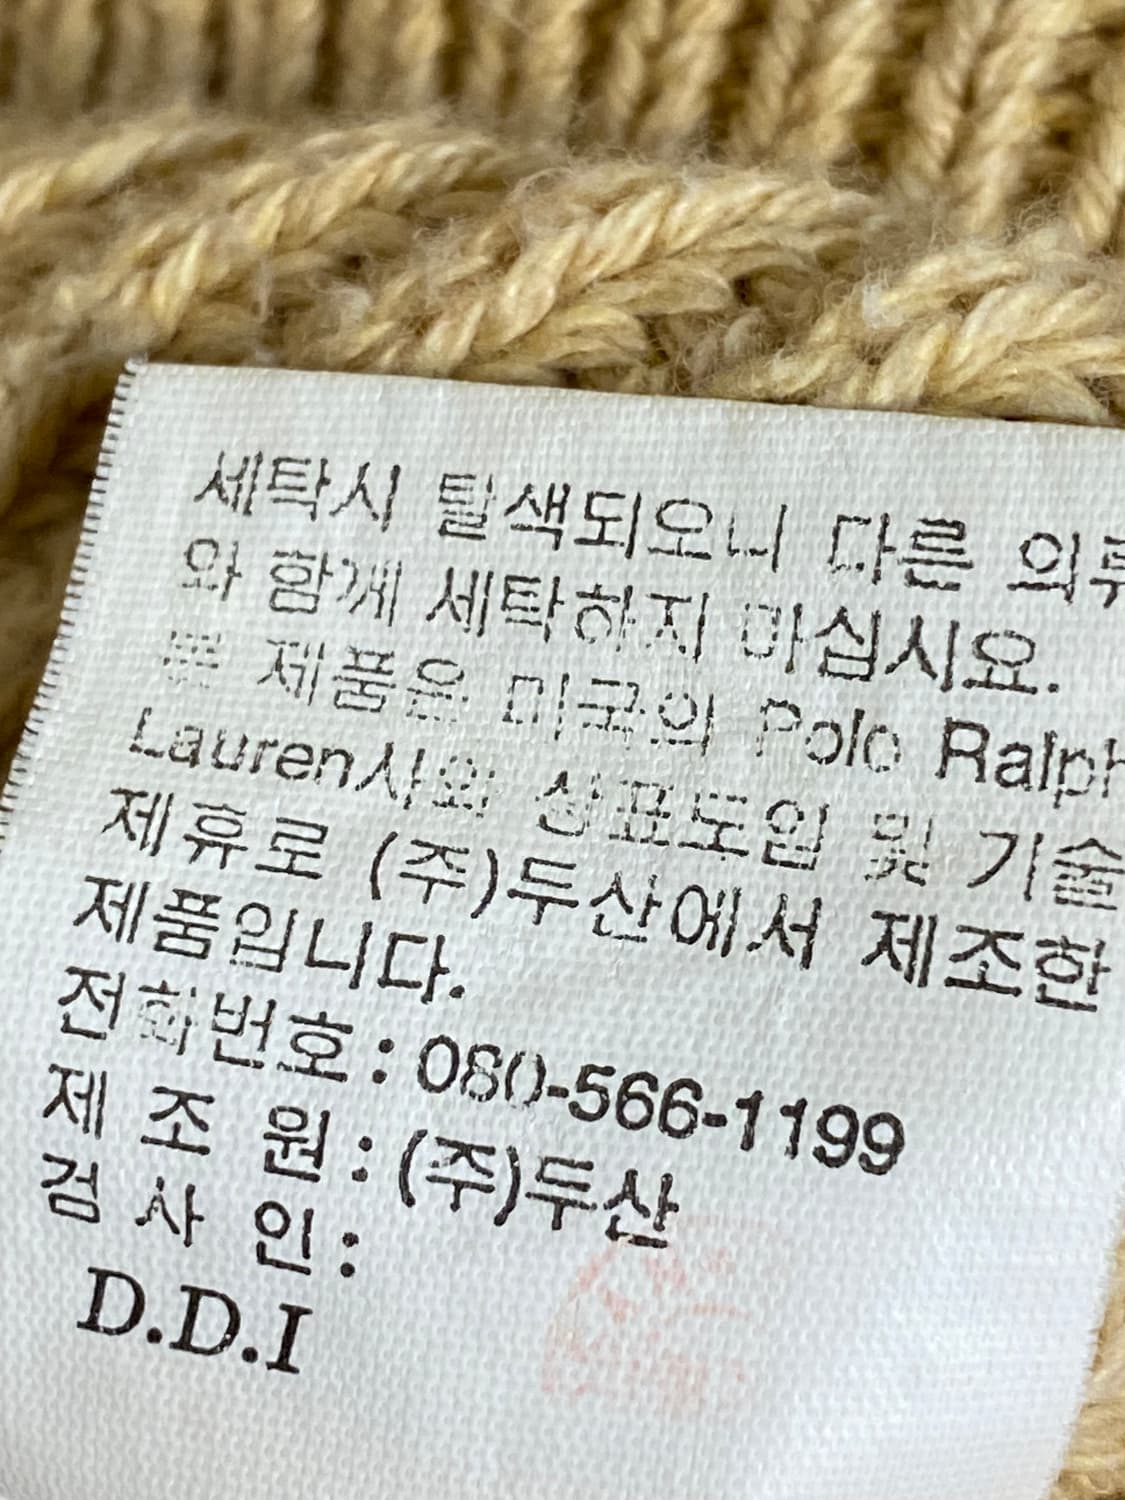 세탁시 탈색되오니 다른 의류
와 함께 세탁하지 마십시요.
본 제품은 미국의 Polo Ralph
Lauren사와 상표도입 및 기술
제휴로 (주)두산에서 제조한
제품입니다.
전화번호 : 080-566-1199
제 조 원 : (주)두산
검 사 인 :
D.D.I